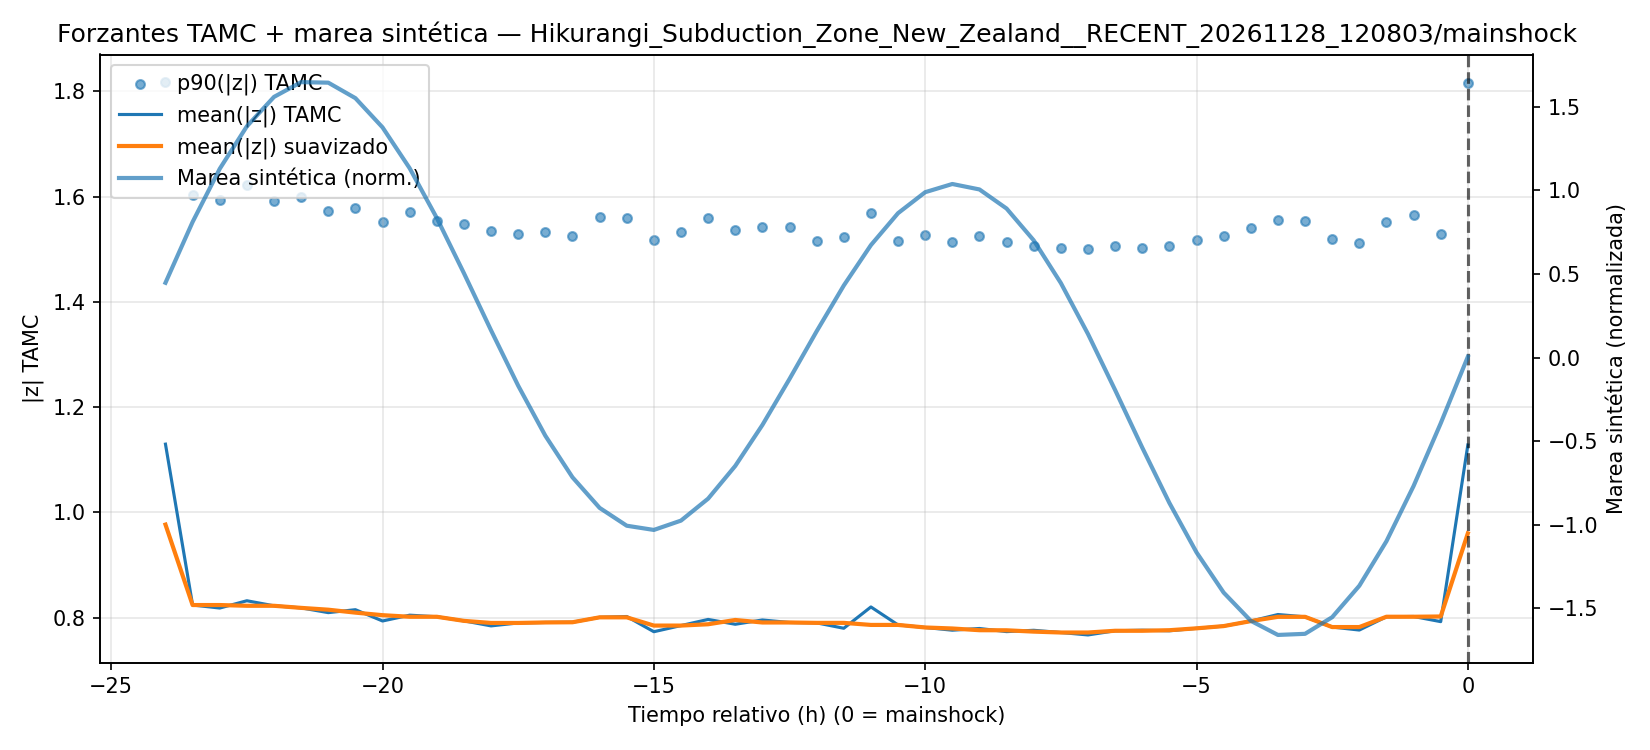 Forzantes TAMC + marea sintética — Hikurangi_Subduction_Zone_New_Zealand__RECENT_20261128_120803/mainshock
p90(|z|) TAMC
mean(|z|) TAMC
mean(|z|) suavizado
Marea sintética (norm.)
|z| TAMC
1.8
1.6
1.4
1.2
1.0
0.8
1.5
1.0
0.5
0.0
−0.5
−1.0
−1.5
Marea sintética (normalizada)
−25
−20
−15
−10
−5
0
Tiempo relativo (h) (0 = mainshock)